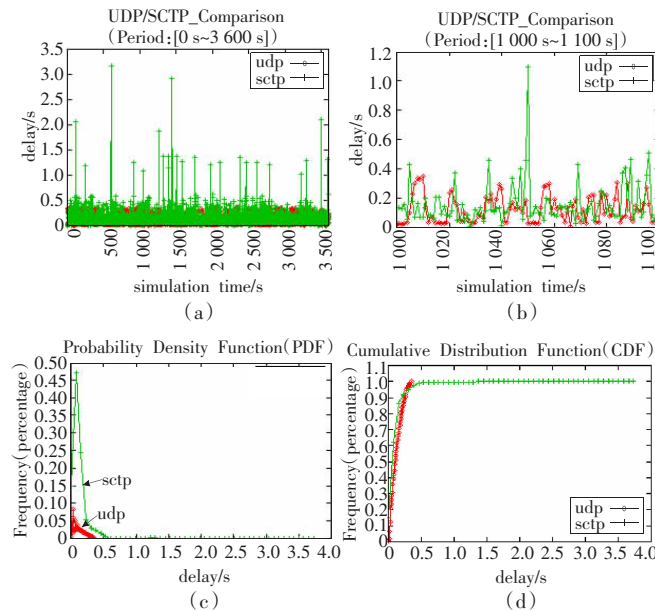 UDP/SCTP_Comparison
(Period:[0 s~3 600 s]
udp
sctp
delay/s
3.5
3.0
2.5
2.0
1.5
1.0
0.5
0.0
0
500
1 000
1 500
2 000
2 500
3 000
3 500
simulation time/s
(a)
UDP/SCTP_Comparison
(Period:[1 000 s~1 100 s]
udp
sctp
delay/s
1.2
1.0
0.8
0.6
0.4
0.2
0.0
1 000
1 020
1 040
1 060
1 080
1 100
simulation time/s
(b)
Probability Density Function(PDF)
Frequency(percentage)
0.50
0.45
0.40
0.35
0.30
0.25
0.20
0.15
0.10
0.05
0
sctp
udp
0 0.5 1.0 1.5 2.0 2.5 3.0 3.5 4.0
delay/s
(c)
Cumulative Distribution Function(CDF)
Frequency(percentage)
1.1
1.0
0.9
0.8
0.7
0.6
0.5
0.4
0.3
0.2
0.1
0
udp
sctp
0.0 0.5 1.0 1.5 2.0 2.5 3.0 3.5 4.0
delay/s
(d)